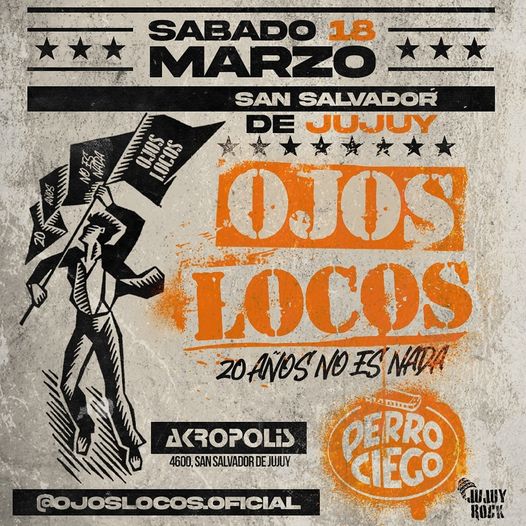 SABADO 18
MARZO
SAN SALVADOR
DE JUJUY
OJOS
LOCOS
20 AÑOS NO ES NADA
OJOS
LOCOS
NO ES
NADA
20 AÑOS
AKROPOLIS
4600, SAN SALVADOR DE JUJUY
PERRO
CIEGO
@OJOSLOCOS.OFICIAL
JUJUY
ROCK